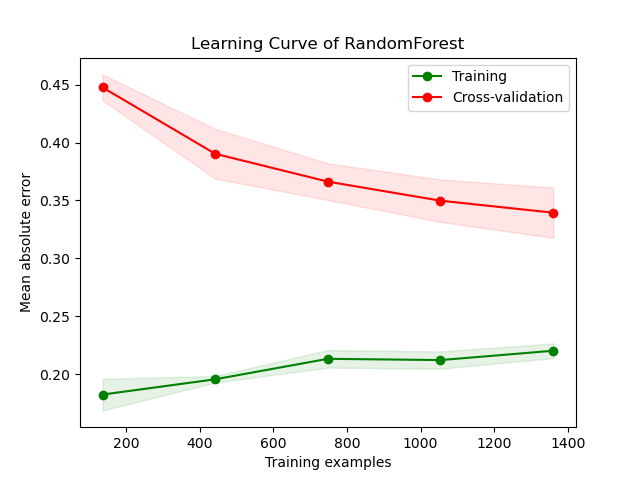 Learning Curve of RandomForest
Training
Cross-validation
0.45
0.40
0.35
0.30
0.25
0.20
Mean absolute error
200
400
600
800
1000
1200
1400
Training examples